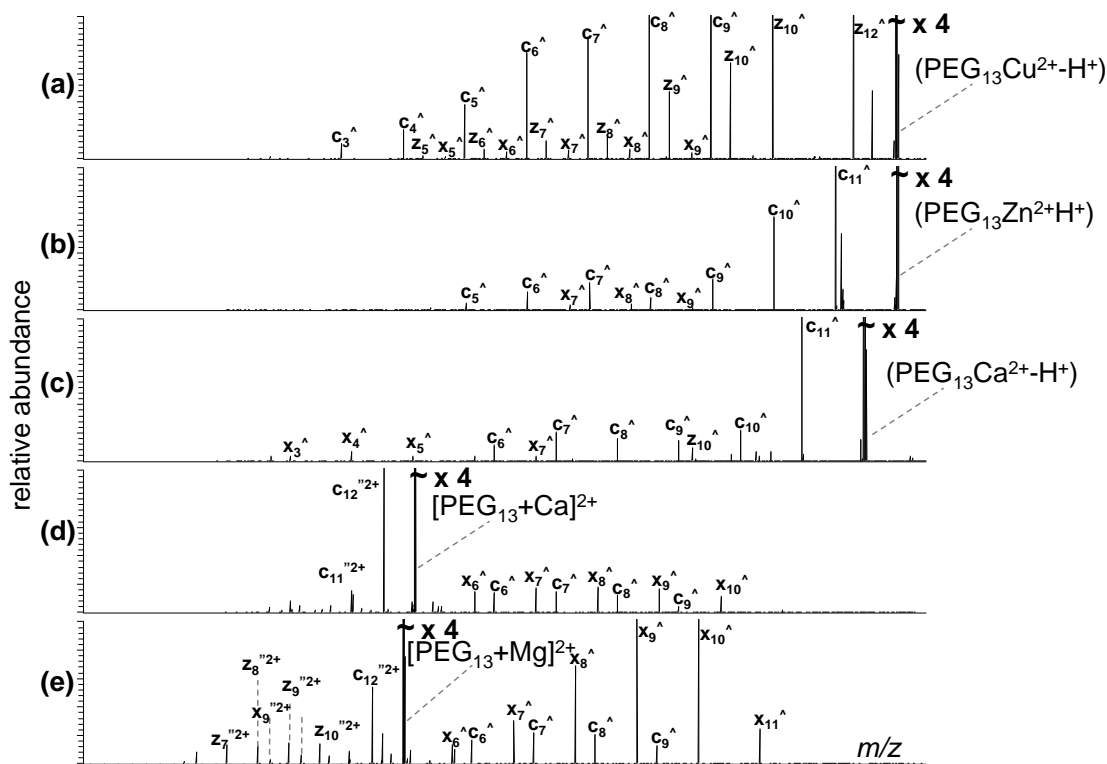 relative abundance
(a)
c3^
c4^
z5^
x5^
c5^
z6^
x6^
c6^
z7^
x7^
c7^
z8^
x8^
c8^
z9^
x9^
c9^
z10^
z10^
z12^
~ x 4
(PEG13Cu2+-H+)
(b)
c5^
c6^
x7^
c7^
x8^
c8^
x9^
c9^
c10^
c11^
~ x 4
(PEG13Zn2+H+)
(c)
x3^
x4^
x5^
c6^
x7^
c7^
c8^
c9^
z10^
c10^
c11^
~ x 4
(PEG13Ca2+-H+)
(d)
c11"2+
c12"2+
~ x 4
[PEG13+Ca]2+
x6^
c6^
x7^
c7^
x8^
c8^
x9^
c9^
x10^
(e)
z7"2+
z8"2+
x9"2+
z9"2+
z10"2+
c12"2+
~ x 4
[PEG13+Mg]2+
x6^
c6^
x7^
c7^
x8^
c8^
x9^
c9^
x10^
x11^
m/z